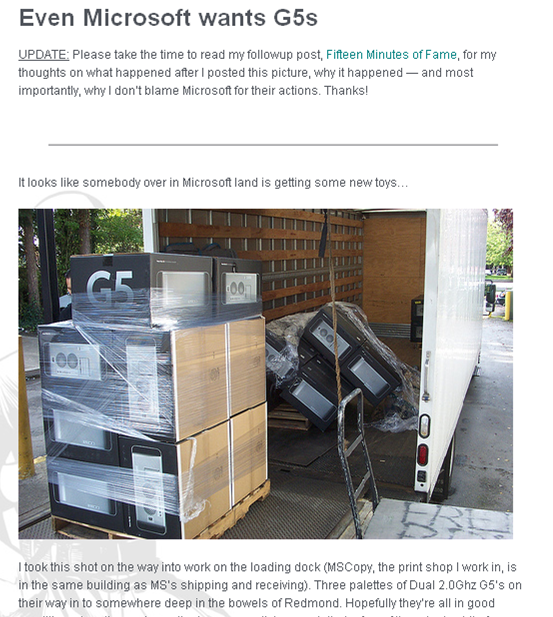 Even Microsoft wants G5s
UPDATE: Please take the time to read my followup post, Fifteen Minutes of Fame, for my
thoughts on what happened after I posted this picture, why it happened — and most
importantly, why I don't blame Microsoft for their actions. Thanks!
It looks like somebody over in Microsoft land is getting some new toys…
G5
I took this shot on the way into work on the loading dock (MSCopy, the print shop I work in, is
in the same building as MS's shipping and receiving). Three palettes of Dual 2.0Ghz G5's on
their way in to somewhere deep in the bowels of Redmond. Hopefully they're all in good